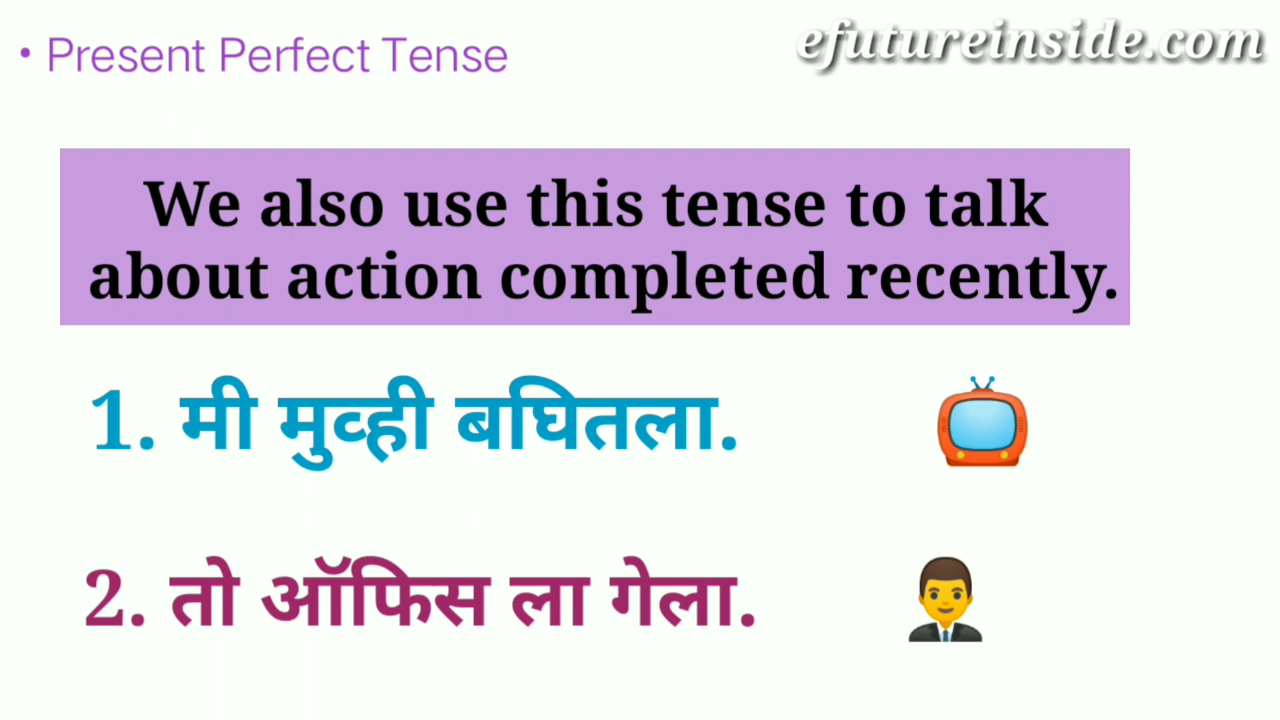 • Present Perfect Tense
efutureinside.com
We also use this tense to talk
about action completed recently.
1. मी मुव्ही बघितला.
2. तो ऑफिस ला गेला.